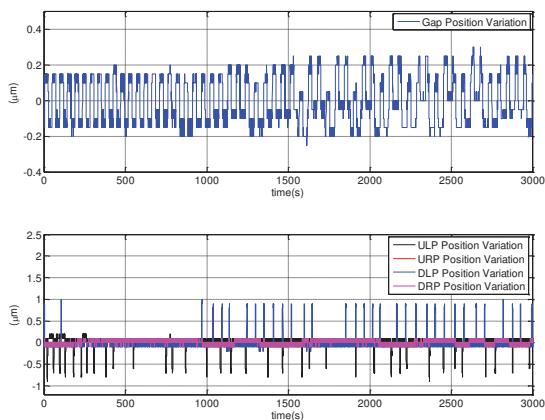 Gap Position Variation
0.4
0.2
0
-0.2
-0.4
(μm)
0 500 1000 1500 2000 2500 3000
time(s)
ULP Position Variation
URP Position Variation
DLP Position Variation
DRP Position Variation
2.5
2
1.5
1
0.5
0
-0.5
-1
(μm)
0 500 1000 1500 2000 2500 3000
time(s)